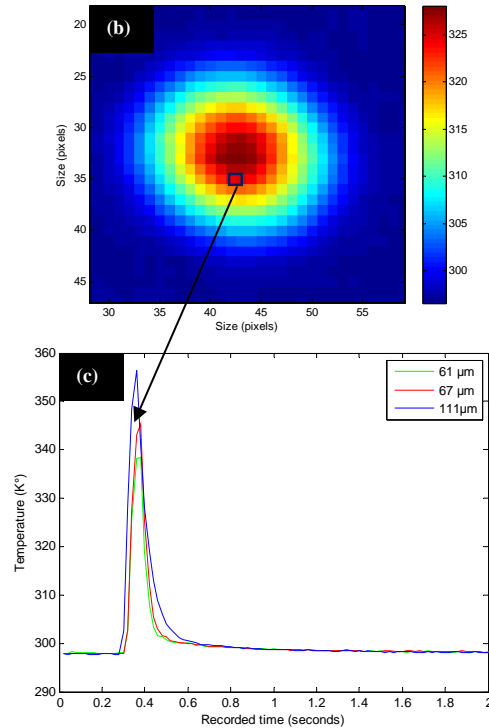 (b)
20
25
30
35
40
45
Size (pixels)
30 35 40 45 50 55
Size (pixels)
325
320
315
310
305
300
(c)
360
350
340
330
320
310
300
290
Temperature (K°)
61 µm
67 µm
111µm
0 0.2 0.4 0.6 0.8 1 1.2 1.4 1.6 1.8 2
Recorded time (seconds)